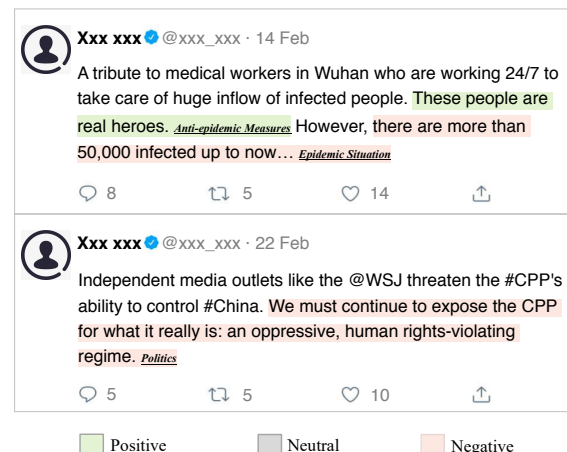 Xxx xxx @xxx_xxx · 14 Feb
A tribute to medical workers in Wuhan who are working 24/7 to
take care of huge inflow of infected people. These people are
real heroes. Anti-epidemic Measures However, there are more than
50,000 infected up to now… Epidemic Situation
8 5 14
Xxx xxx @xxx_xxx · 22 Feb
Independent media outlets like the @WSJ threaten the #CPP's
ability to control #China. We must continue to expose the CPP
for what it really is: an oppressive, human rights-violating
regime. Politics
5 5 10
Positive Neutral Negative